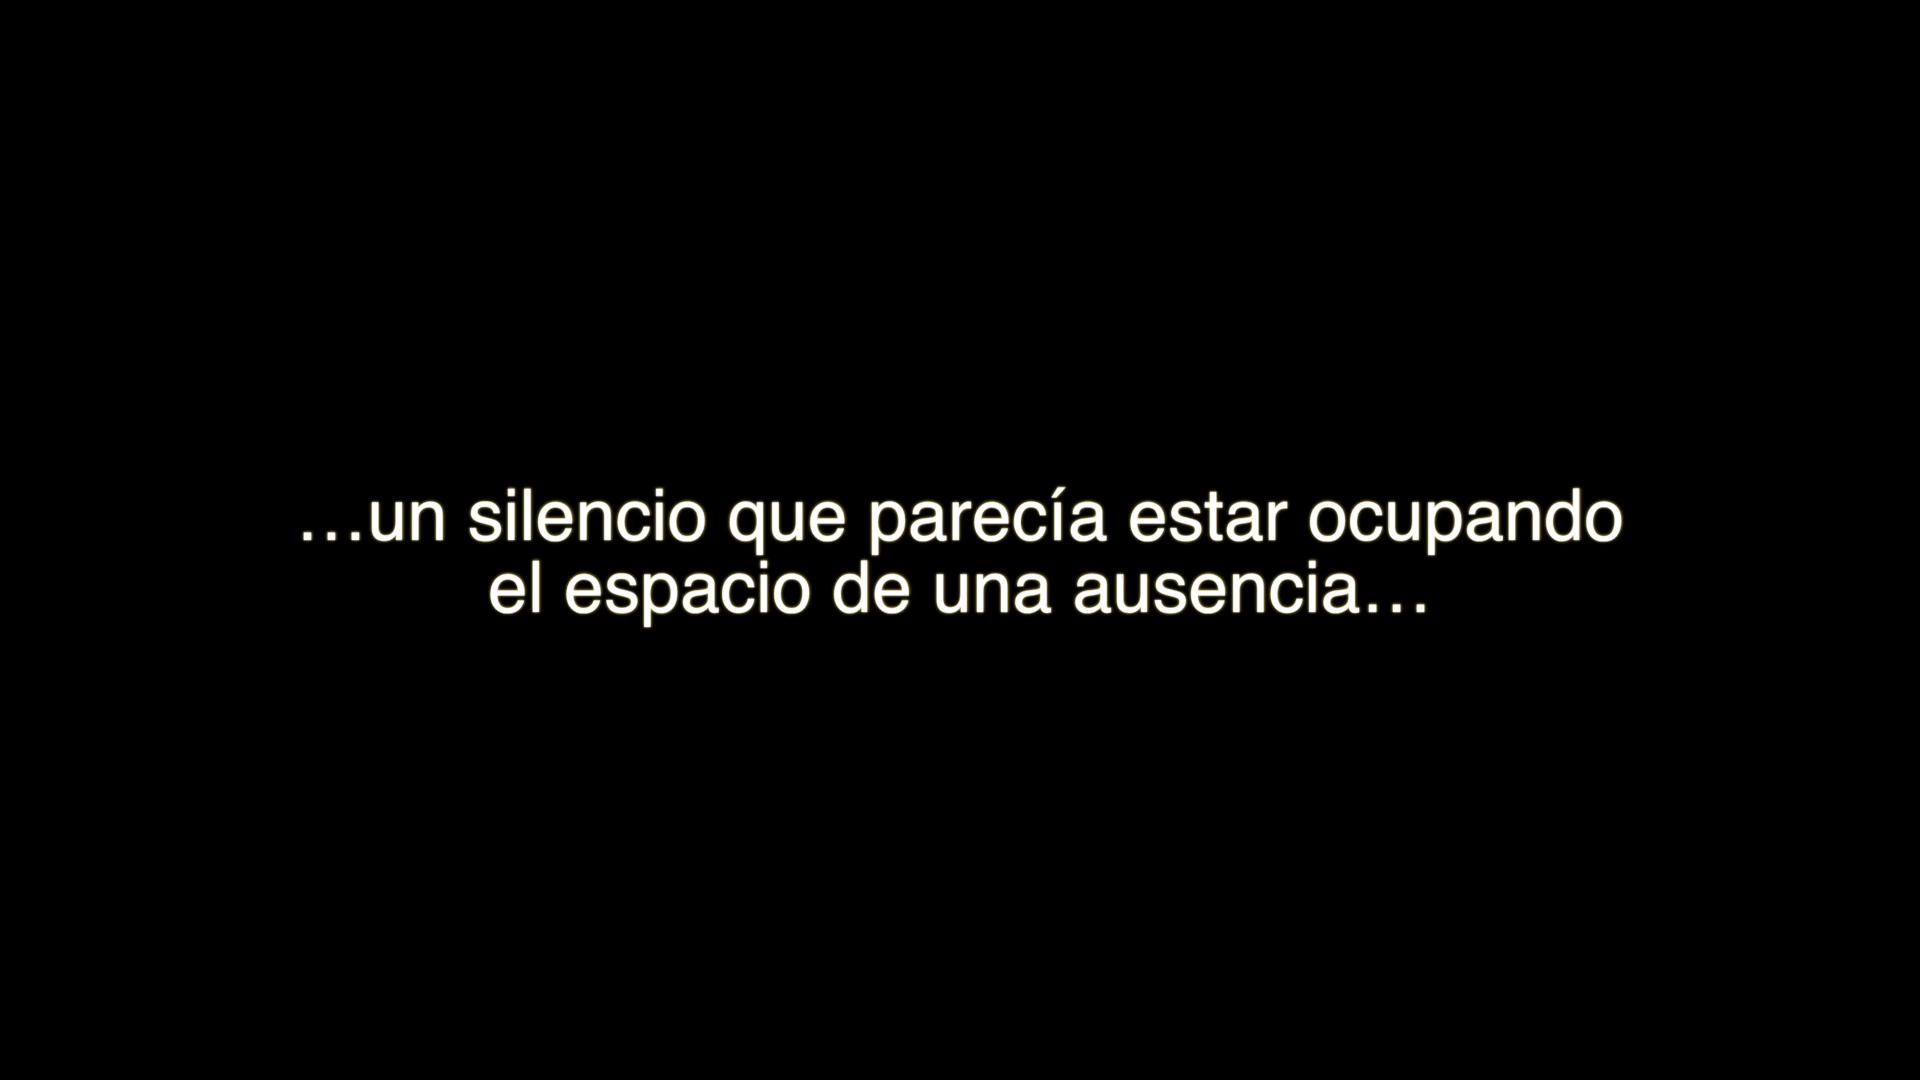 …un silencio que parecía estar ocupando
el espacio de una ausencia…